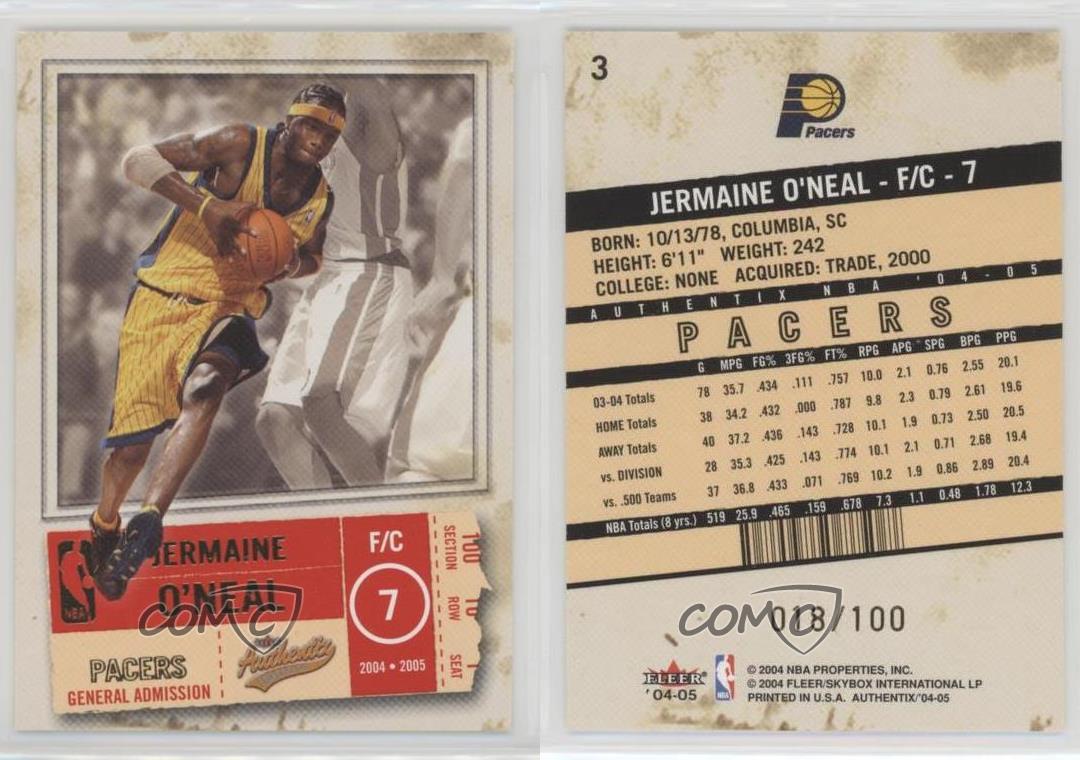 JERMAINE
O'NEAL
PACERS
GENERAL ADMISSION
Authentix
F/C
7
2004 • 2005
SECTION 100
ROW
SEAT
NBA
COMC
3
Pacers
JERMAINE O'NEAL - F/C - 7
BORN: 10/13/78, COLUMBIA, SC
HEIGHT: 6'11" WEIGHT: 242
COLLEGE: NONE ACQUIRED: TRADE, 2000
AUTHENTIX NBA '04-05
PACERS
G MPG FG% 3FG% FT% RPG APG SPG BPG PPG
03-04 Totals 78 35.7 .434 .111 .757 10.0 2.1 0.76 2.55 20.1
HOME Totals 38 34.2 .432 .000 .787 9.8 2.3 0.79 2.61 19.6
AWAY Totals 40 37.2 .436 .143 .728 10.1 1.9 0.73 2.50 20.5
vs. DIVISION 28 35.3 .425 .143 .774 10.1 2.1 0.71 2.68 19.4
vs. .500 Teams 37 36.8 .433 .071 .769 10.2 1.9 0.86 2.89 20.4
NBA Totals (8 yrs.) 519 25.9 .465 .159 .678 7.3 1.1 0.48 1.78 12.3
018/100
COMC
FLEER
'04-05
NBA
© 2004 NBA PROPERTIES, INC.
© 2004 FLEER/SKYBOX INTERNATIONAL LP
PRINTED IN U.S.A. AUTHENTIX/'04-05